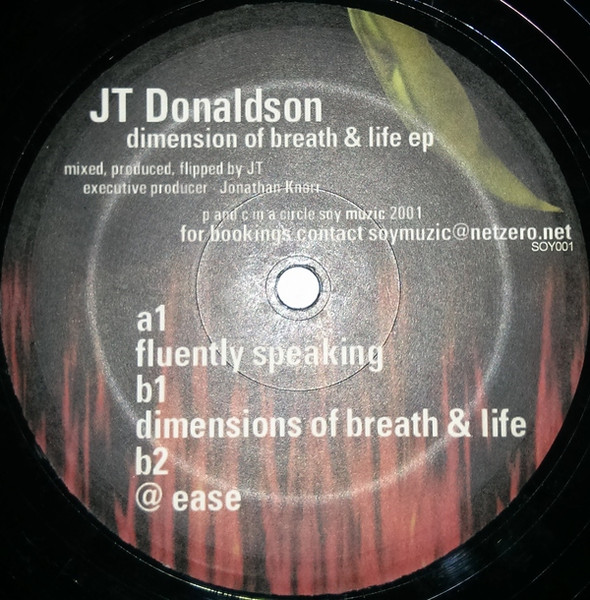 JT Donaldson
dimension of breath & life ep
mixed, produced, flipped by JT
executive producer Jonathan Knorr
p and c in a circle soy muzic 2001
for bookings contact soymuzic@netzero.net
SOY001
a1
fluently speaking
b1
dimensions of breath & life
b2
@ ease